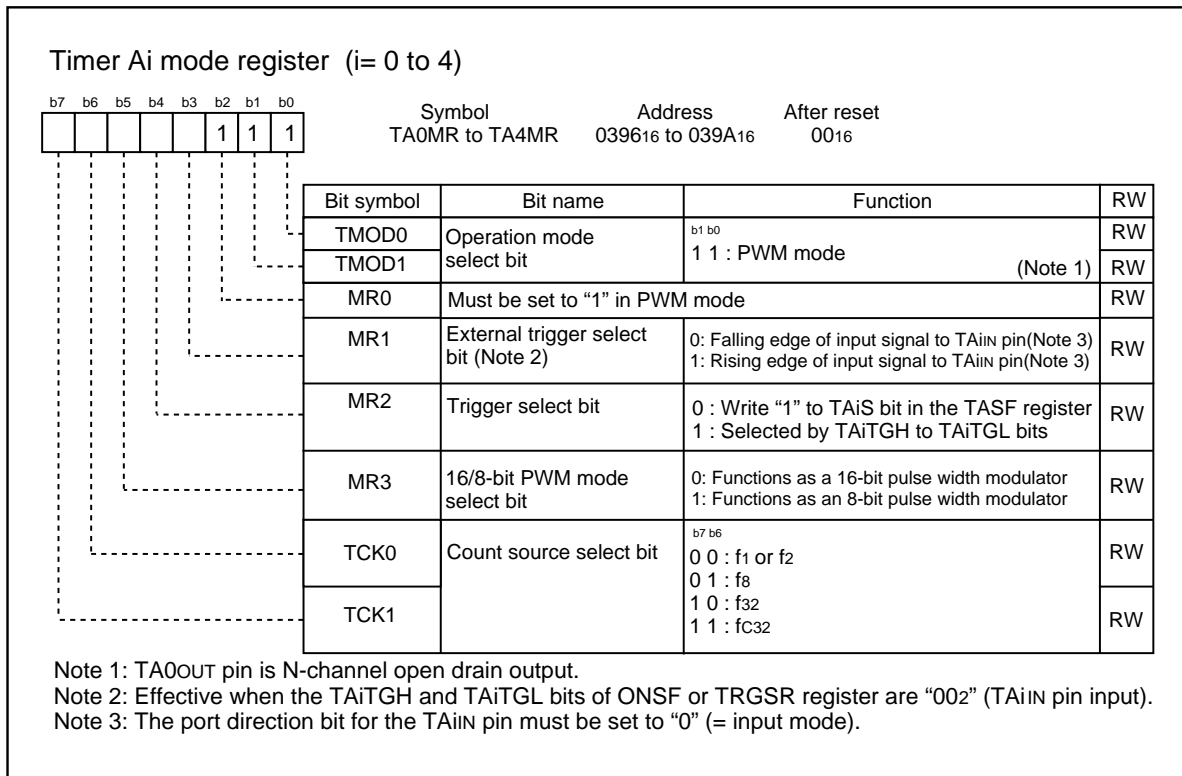 Timer Ai mode register (i= 0 to 4)
b7 b6 b5 b4 b3 b2 b1 b0
1 1 1
Symbol Address After reset
TA0MR to TA4MR 039616 to 039A16 0016
Bit symbol Bit name Function RW
TMOD0 Operation mode select bit b1 b0 RW
TMOD1 1 1 : PWM mode (Note 1) RW
MR0 Must be set to “1” in PWM mode RW
MR1 External trigger select bit (Note 2) RW
0: Falling edge of input signal to TAiIN pin(Note 3)
1: Rising edge of input signal to TAiIN pin(Note 3)
MR2 Trigger select bit RW
0 : Write “1” to TAiS bit in the TASF register
1 : Selected by TAiTGH to TAiTGL bits
MR3 16/8-bit PWM mode select bit RW
0: Functions as a 16-bit pulse width modulator
1: Functions as an 8-bit pulse width modulator
TCK0 Count source select bit RW
b7 b6
0 0 : f1 or f2
0 1 : f8
TCK1 RW
1 0 : f32
1 1 : fC32
Note 1: TA0OUT pin is N-channel open drain output.
Note 2: Effective when the TAiTGH and TAiTGL bits of ONSF or TRGSR register are “002” (TAiIN pin input).
Note 3: The port direction bit for the TAiIN pin must be set to “0” (= input mode).